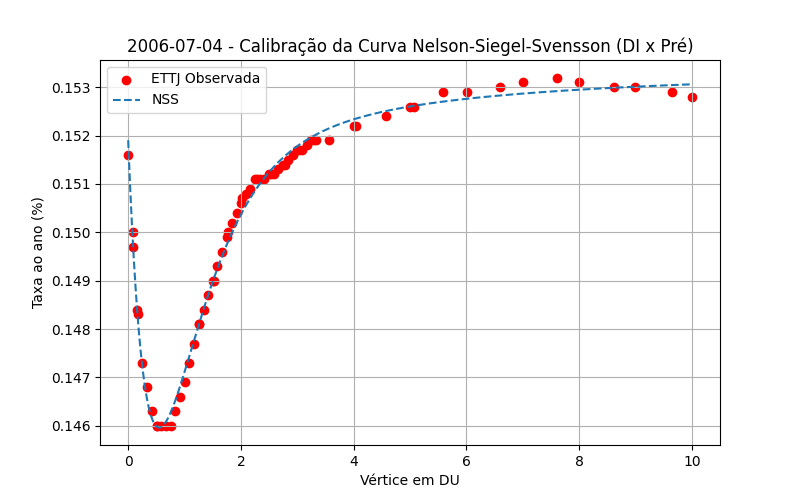 2006-07-04 - Calibração da Curva Nelson-Siegel-Svensson (DI x Pré)
ETTJ Observada
NSS
Taxa ao ano (%)
0.153
0.152
0.151
0.150
0.149
0.148
0.147
0.146
0 2 4 6 8 10
Vértice em DU